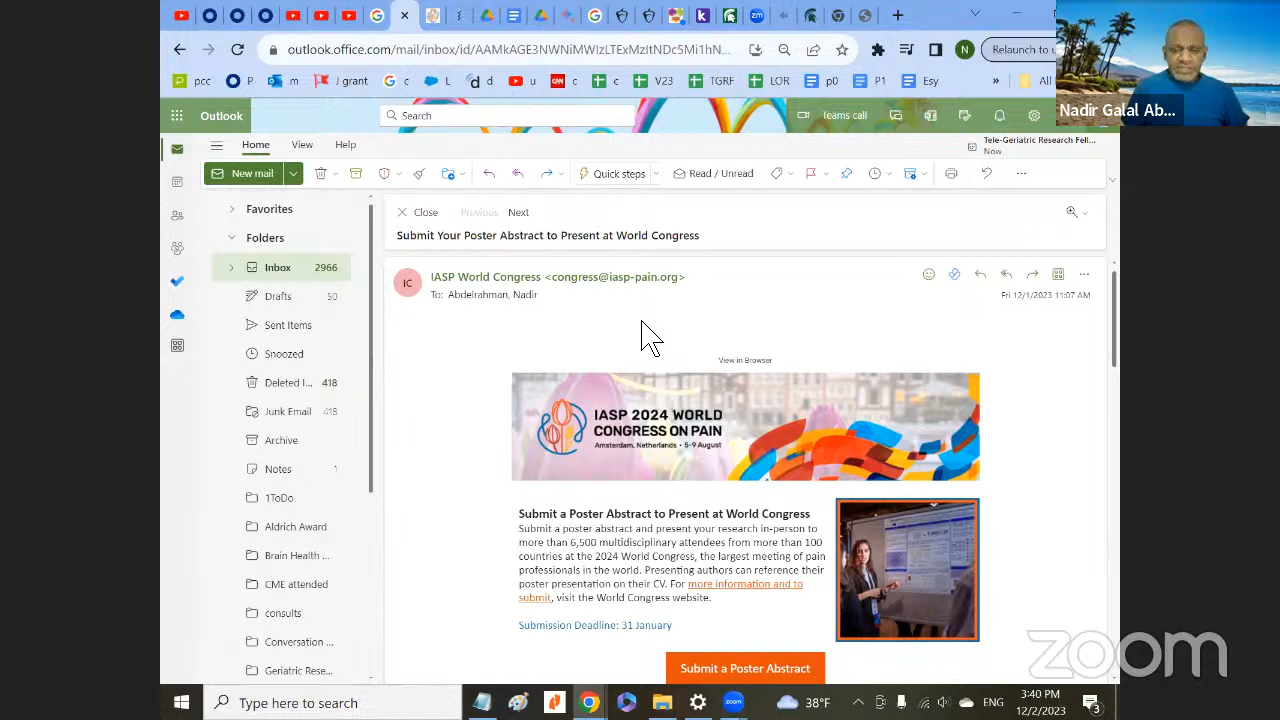 outlook.office.com/mail/inbox/id/AAMkAGE3NWNiMWIzLTExMzItNDc5Mi1hN...
N
Relaunch to u
pcc
P
m
J
grant
c
L
d
u
CNN
c
V3
TGRF
LOR
p0
P1
Esy
»
All
Nadir Galal Ab...
Outlook
Search
Teams call
Home
View
Help
Tele-Geriatric Research Fell...
Now
New mail
Quick steps
Read / Unread
Favorites
Folders
Inbox 2966
Drafts 50
Sent Items
Snoozed
Deleted I... 418
Junk Email 418
Archive
Notes 1
1ToDo
Aldrich Award
Brain Health ...
CME attended
consults
Conversation ...
Geriatric Rese...
Close
Previous
Next
Submit Your Poster Abstract to Present at World Congress
IC
IASP World Congress <congress@iasp-pain.org>
To: Abdelrahman, Nadir
Fri 12/1/2023 11:07 AM
View in Browser
IASP 2024 WORLD
CONGRESS ON PAIN
Amsterdam, Netherlands • 5-9 August
Submit a Poster Abstract to Present at World Congress
Submit a poster abstract and present your research in-person to
more than 6,500 multidisciplinary attendees from more than 100
countries at the 2024 World Congress, the largest meeting of pain
professionals in the world. Presenting authors can reference their
poster presentation on their CV. For more information and to
submit, visit the World Congress website.
Submission Deadline: 31 January
Submit a Poster Abstract
zoom
Type here to search
zoom
38°F
ENG
3:40 PM
12/2/2023
3